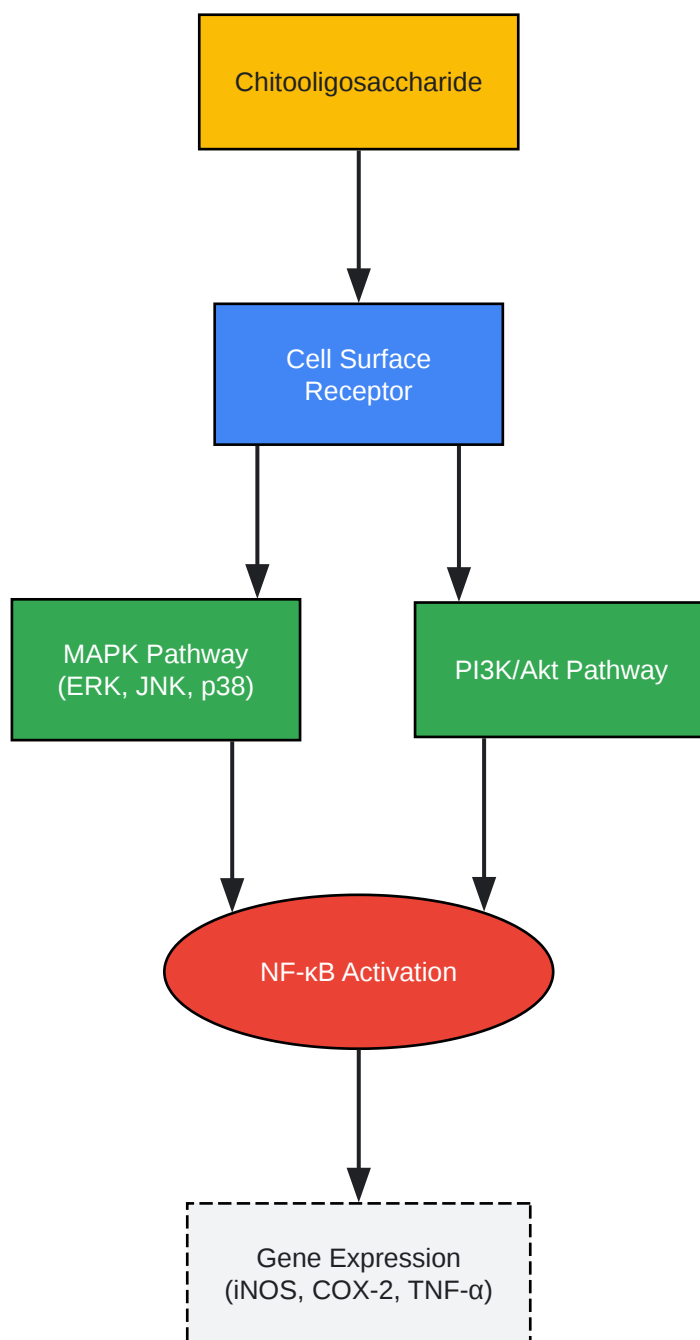 Chitooligosaccharide
Cell Surface
Receptor
MAPK Pathway
(ERK, JNK, p38)
PI3K/Akt Pathway
NF-κB Activation
Gene Expression
(iNOS, COX-2, TNF-α)